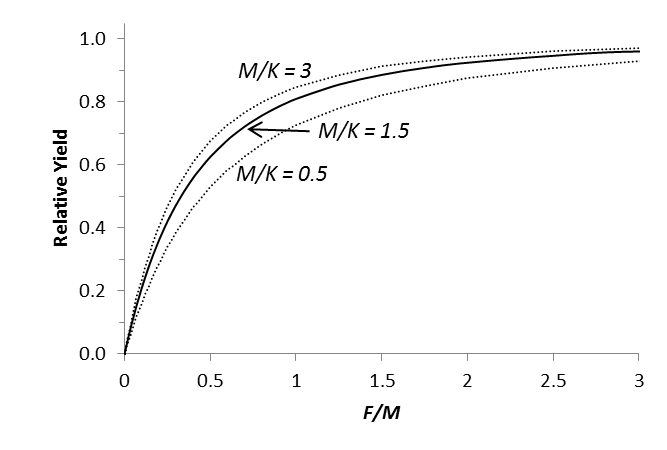 Relative Yield
1.0
0.8
0.6
0.4
0.2
0.0
M/K = 3
M/K = 1.5
M/K = 0.5
0 0.5 1 1.5 2 2.5 3
F/M